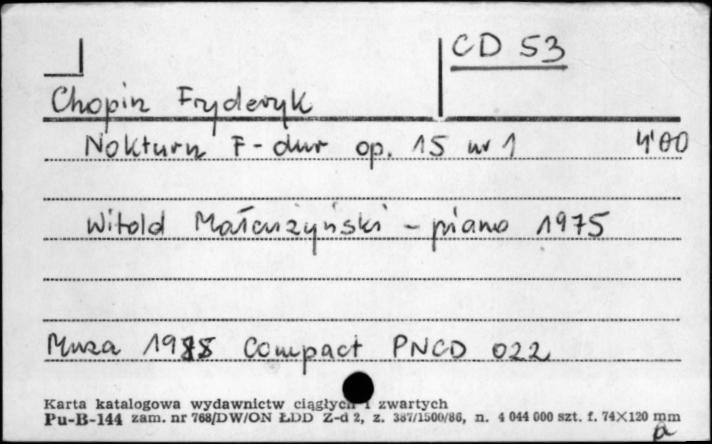 CD 53
Chopin Fryderyk
Nokturn F-dur op. 15 nr 1 4'00
Witold Małcużyński - piano 1975
Muza 1988 Compact PNCD 022
Karta katalogowa wydawnictw ciągłych i zwartych
Pu-B-144 zam. nr 768/DW/ON ŁDD Z-d 2, z. 387/1500/86, n. 4 044 000 szt. f. 74×120 mm